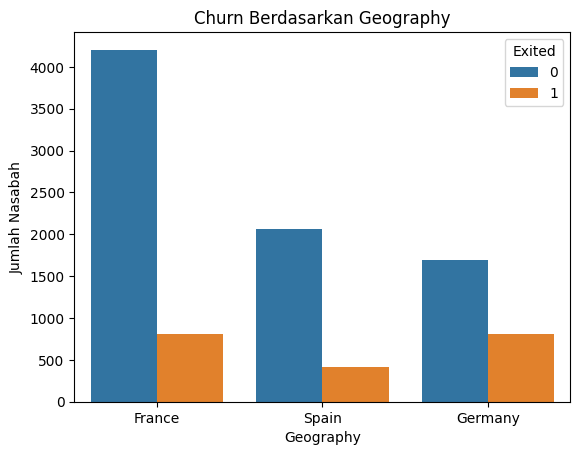 Churn Berdasarkan Geography
Exited
0
1
Jumlah Nasabah
4000
3500
3000
2500
2000
1500
1000
500
0
France
Spain
Germany
Geography